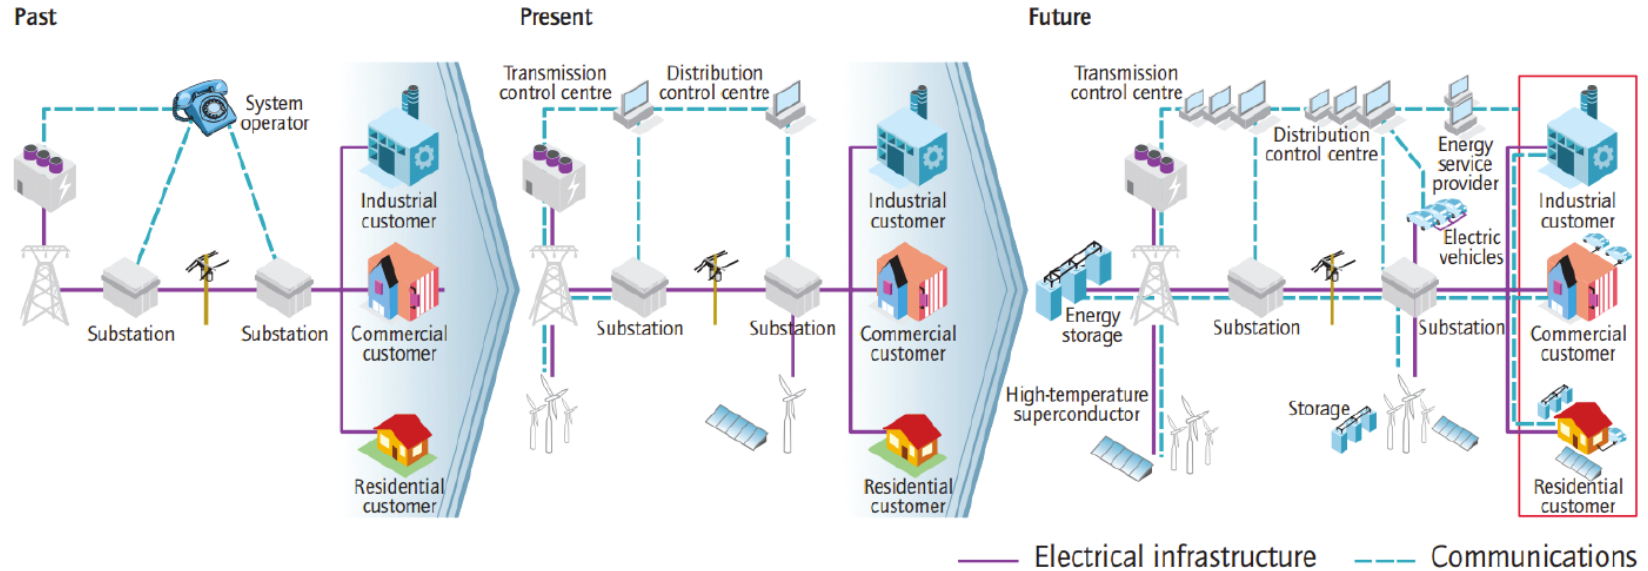 Past
System
operator
Industrial
customer
Substation
Substation
Commercial
customer
Residential
customer
Present
Transmission
control centre
Distribution
control centre
Industrial
customer
Substation
Substation
Commercial
customer
Residential
customer
Future
Transmission
control centre
Distribution
control centre
Energy
service
provider
Industrial
customer
Electric
vehicles
Energy
storage
Substation
Substation
Commercial
customer
High-temperature
superconductor
Storage
Residential
customer
Electrical infrastructure
Communications